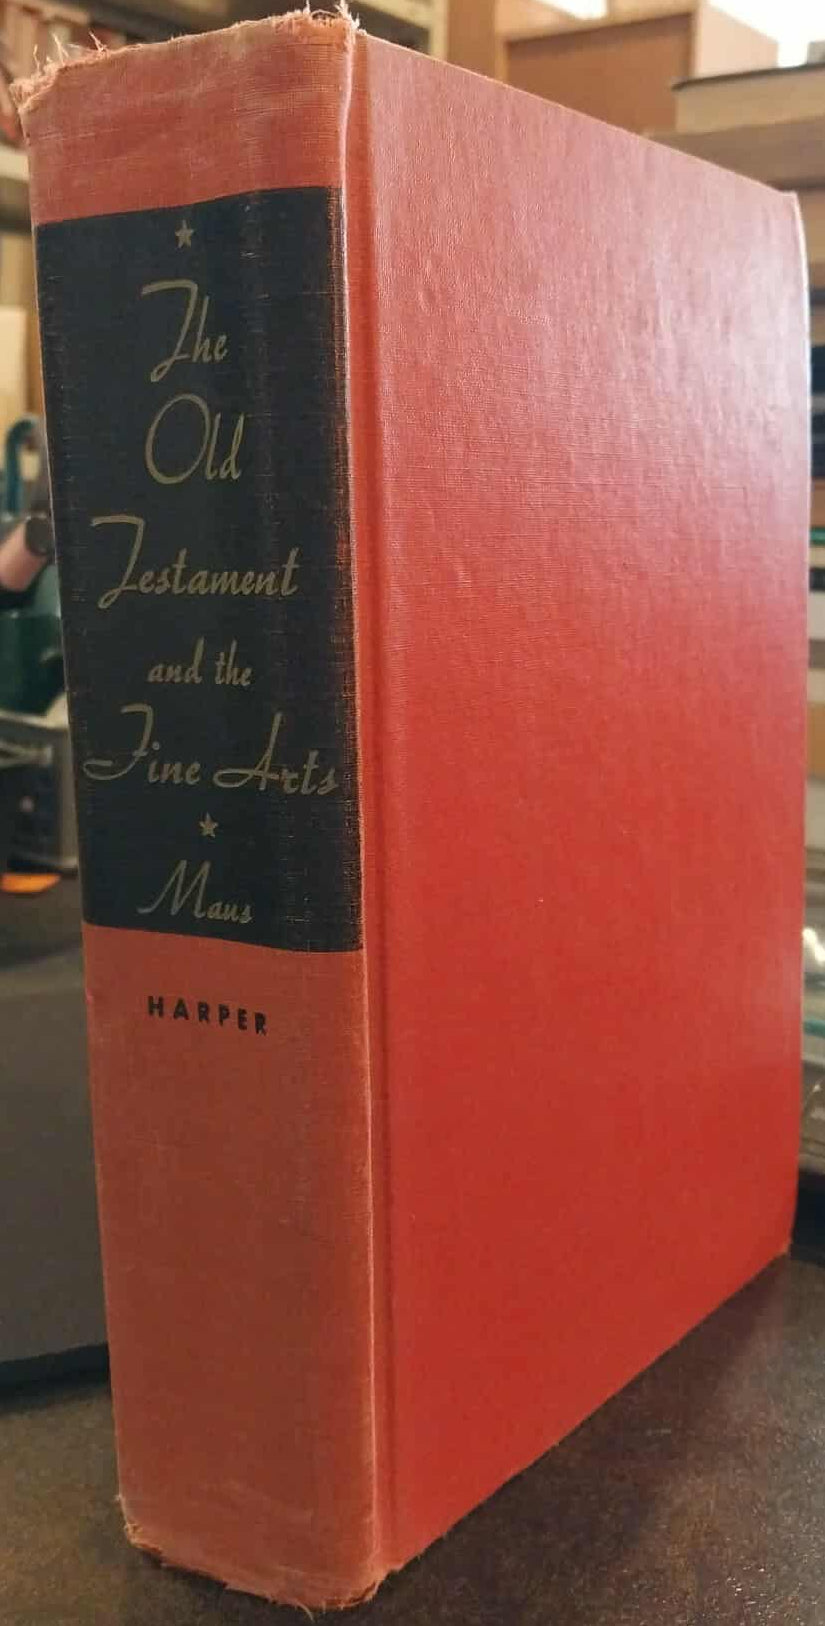 The
Old
Testament
and the
Fine Arts
Maus
HARPER